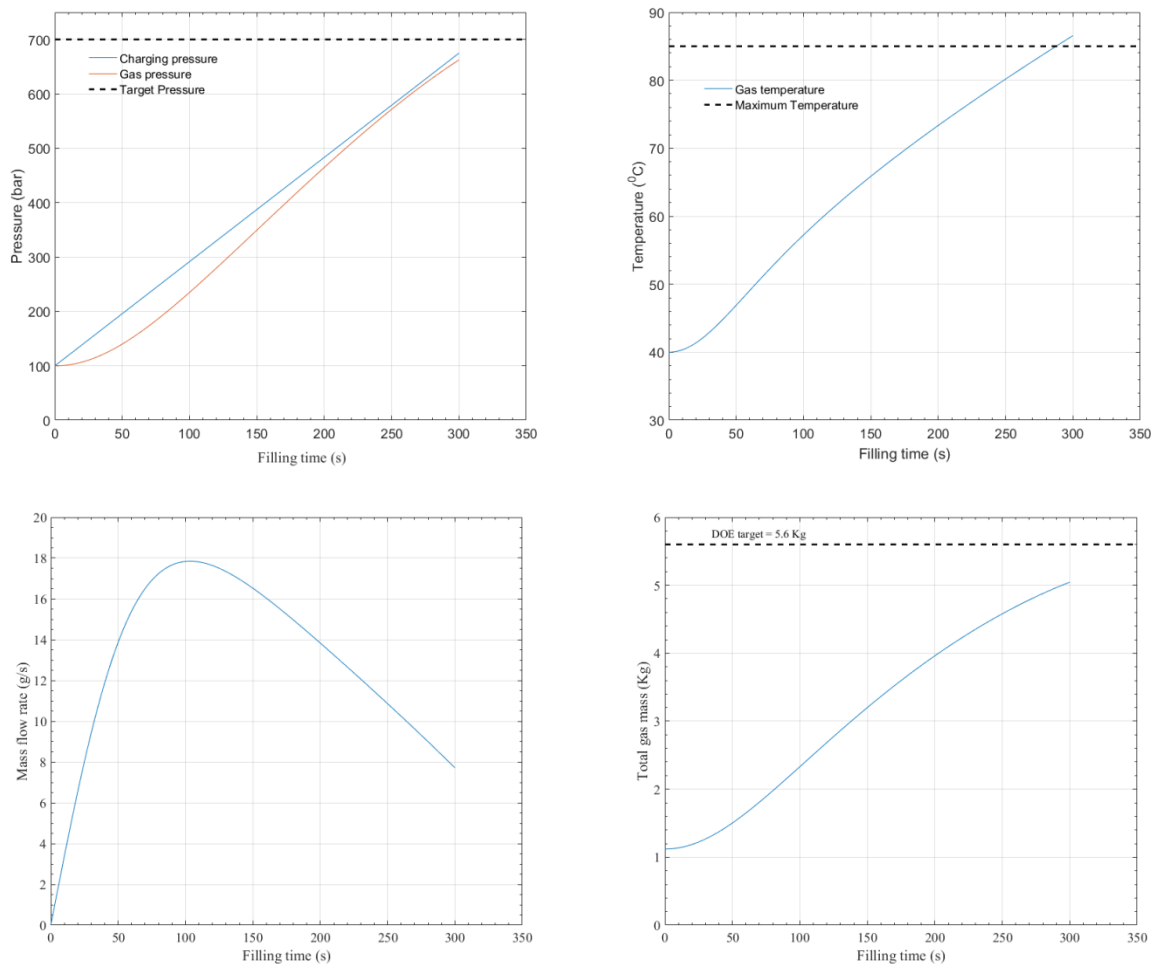 700
600
500
400
300
200
100
0
Pressure (bar)
Charging pressure
Gas pressure
Target Pressure
0 50 100 150 200 250 300 350
Filling time (s)
90
80
70
60
50
40
30
Temperature (⁰C)
Gas temperature
Maximum Temperature
0 50 100 150 200 250 300 350
Filling time (s)
20
18
16
14
12
10
8
6
4
2
0
Mass flow rate (g/s)
0 50 100 150 200 250 300 350
Filling time (s)
6
5
4
3
2
1
0
Total gas mass (Kg)
DOE target = 5.6 Kg
0 50 100 150 200 250 300 350
Filling time (s)